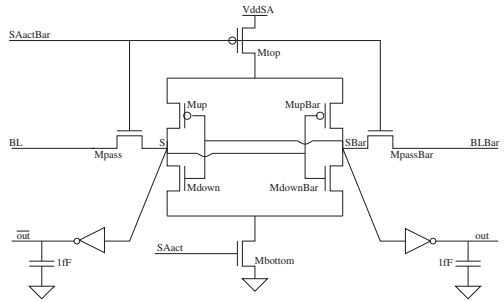 VddSA
SAactBar
Mtop
Mup
MupBar
BL
S
SBar
BLBar
Mpass
MpassBar
Mdown
MdownBar
out
out
SAact
1fF
Mbottom
1fF